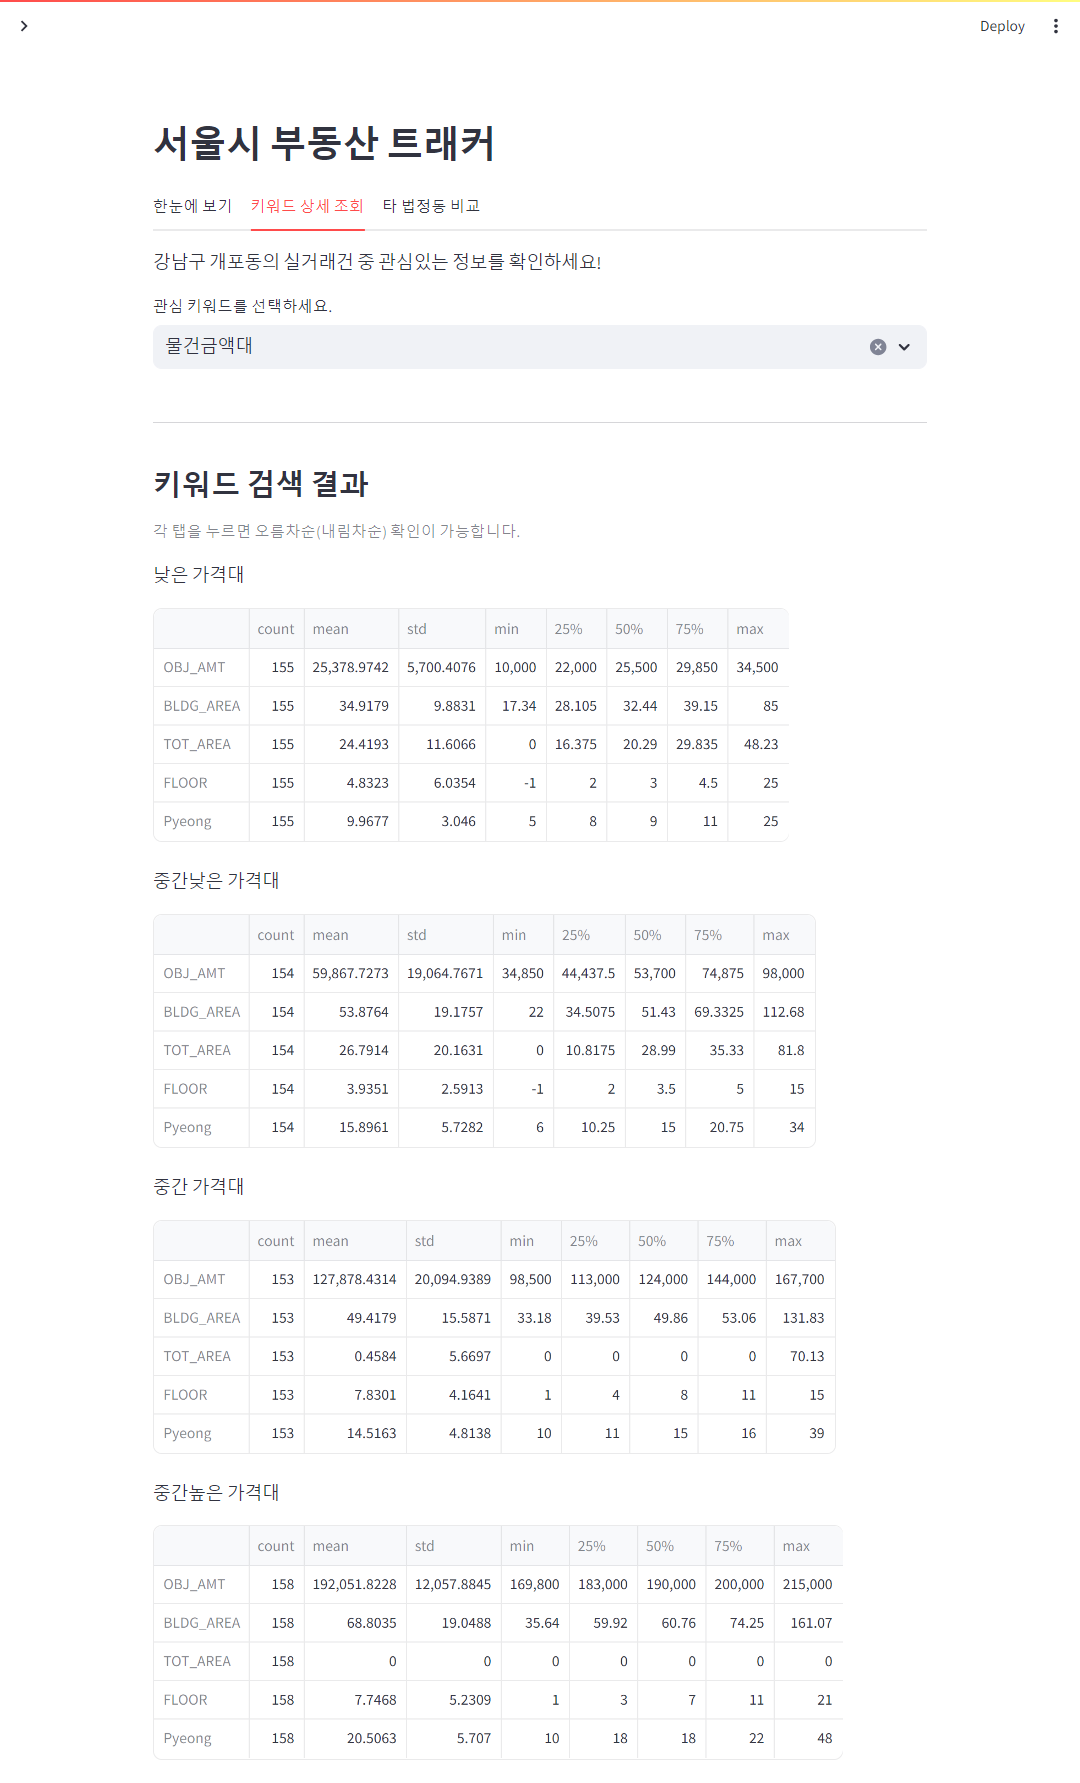 Deploy
서울시 부동산 트래커
한눈에 보기 키워드 상세 조회 타 법정동 비교
강남구 개포동의 실거래건 중 관심있는 정보를 확인하세요!
관심 키워드를 선택하세요.
물건금액대
키워드 검색 결과
각 탭을 누르면 오름차순(내림차순) 확인이 가능합니다.
낮은 가격대
count mean std min 25% 50% 75% max
OBJ_AMT 155 25,378.9742 5,700.4076 10,000 22,000 25,500 29,850 34,500
BLDG_AREA 155 34.9179 9.8831 17.34 28.105 32.44 39.15 85
TOT_AREA 155 24.4193 11.6066 0 16.375 20.29 29.835 48.23
FLOOR 155 4.8323 6.0354 -1 2 3 4.5 25
Pyeong 155 9.9677 3.046 5 8 9 11 25
중간낮은 가격대
count mean std min 25% 50% 75% max
OBJ_AMT 154 59,867.7273 19,064.7671 34,850 44,437.5 53,700 74,875 98,000
BLDG_AREA 154 53.8764 19.1757 22 34.5075 51.43 69.3325 112.68
TOT_AREA 154 26.7914 20.1631 0 10.8175 28.99 35.33 81.8
FLOOR 154 3.9351 2.5913 -1 2 3.5 5 15
Pyeong 154 15.8961 5.7282 6 10.25 15 20.75 34
중간 가격대
count mean std min 25% 50% 75% max
OBJ_AMT 153 127,878.4314 20,094.9389 98,500 113,000 124,000 144,000 167,700
BLDG_AREA 153 49.4179 15.5871 33.18 39.53 49.86 53.06 131.83
TOT_AREA 153 0.4584 5.6697 0 0 0 0 70.13
FLOOR 153 7.8301 4.1641 1 4 8 11 15
Pyeong 153 14.5163 4.8138 10 11 15 16 39
중간높은 가격대
count mean std min 25% 50% 75% max
OBJ_AMT 158 192,051.8228 12,057.8845 169,800 183,000 190,000 200,000 215,000
BLDG_AREA 158 68.8035 19.0488 35.64 59.92 60.76 74.25 161.07
TOT_AREA 158 0 0 0 0 0 0 0
FLOOR 158 7.7468 5.2309 1 3 7 11 21
Pyeong 158 20.5063 5.707 10 18 18 22 48